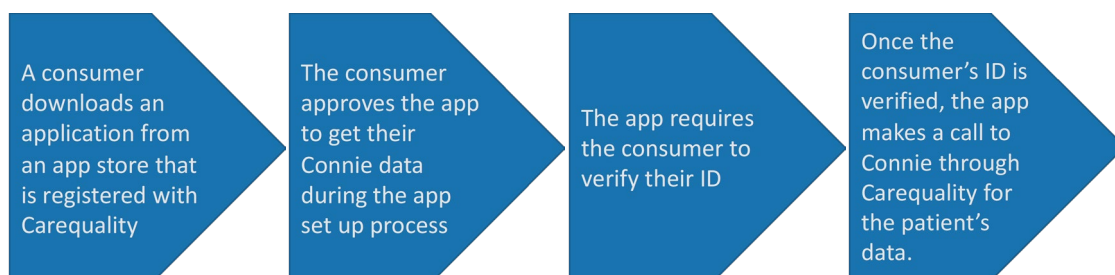 A consumer
downloads an
application from
an app store that
is registered with
Carequality
The consumer
approves the app
to get their
Connie data
during the app
set up process
The app requires
the consumer to
verify their ID
Once the
consumer’s ID is
verified, the app
makes a call to
Connie through
Carequality for
the patient’s
data.